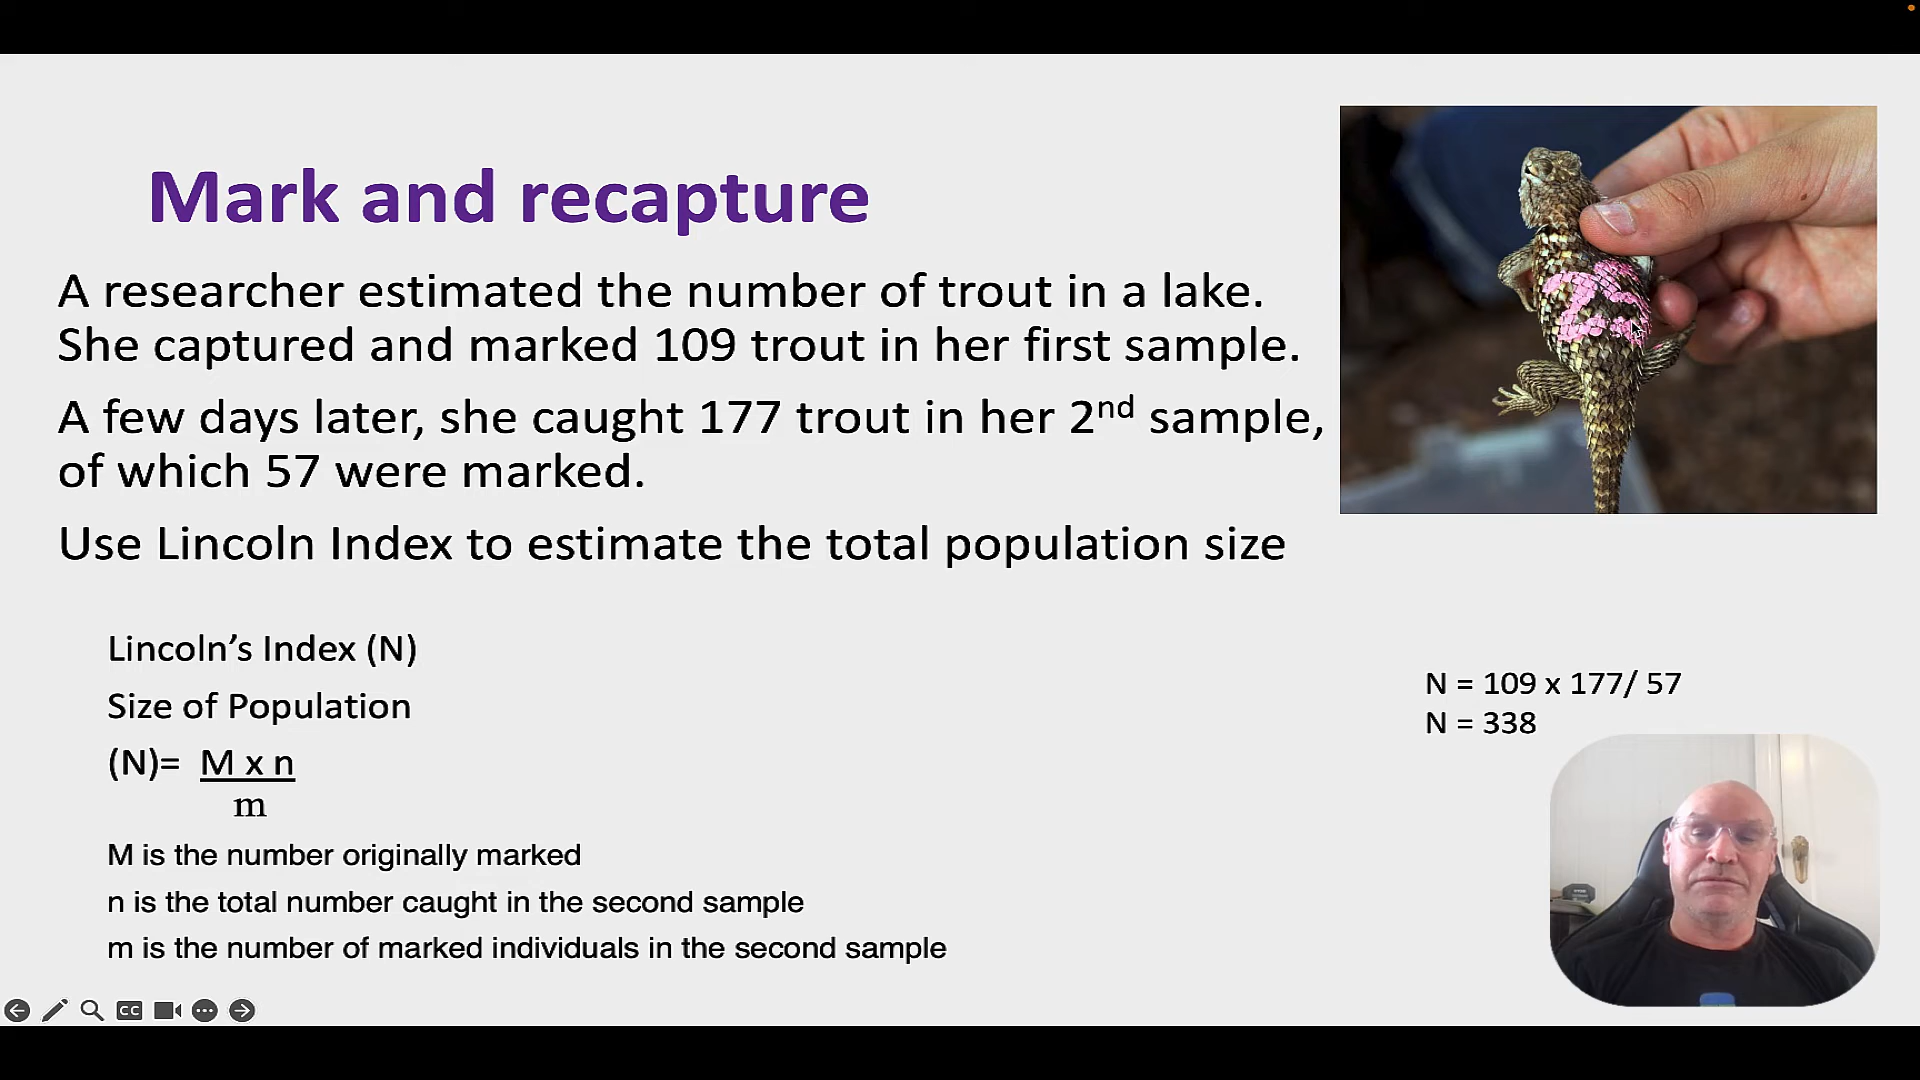 Mark and recapture
A researcher estimated the number of trout in a lake.
She captured and marked 109 trout in her first sample.
A few days later, she caught 177 trout in her 2nd sample,
of which 57 were marked.
Use Lincoln Index to estimate the total population size
Lincoln’s Index (N)
Size of Population
(N)= M x n
m
M is the number originally marked
n is the total number caught in the second sample
m is the number of marked individuals in the second sample
N = 109 x 177/ 57
N = 338
CC